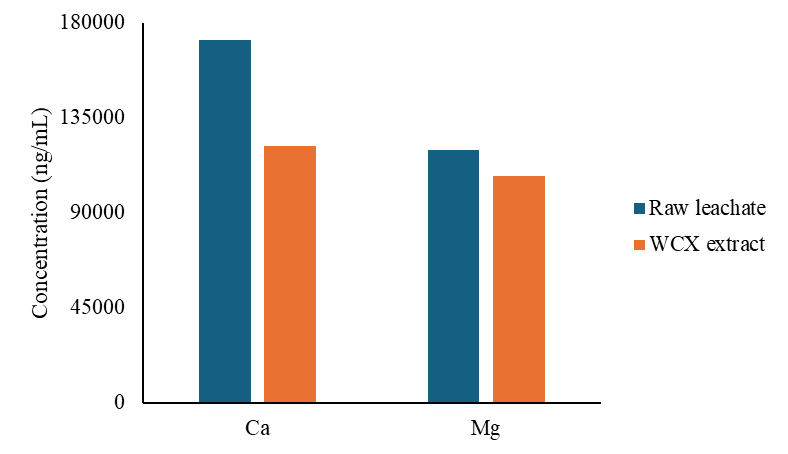 Concentration (ng/mL)
180000
135000
90000
45000
0
Ca
Mg
Raw leachate
WCX extract